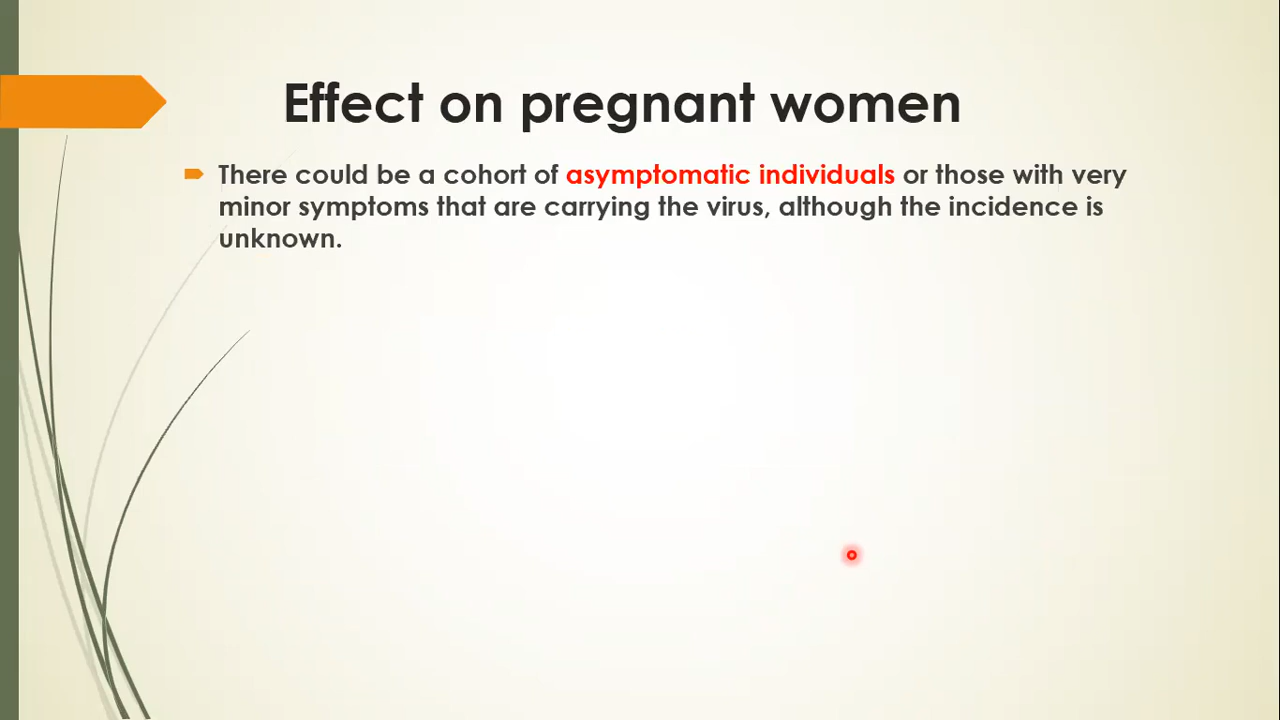 Effect on pregnant women
There could be a cohort of asymptomatic individuals or those with very
minor symptoms that are carrying the virus, although the incidence is
unknown.